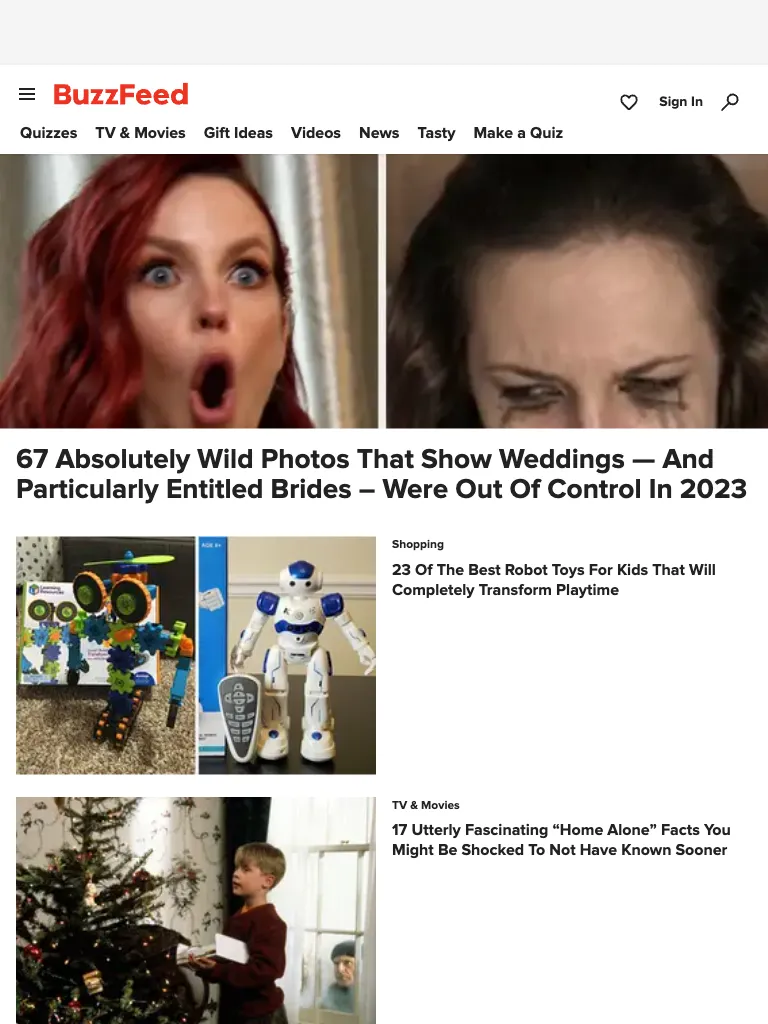 BuzzFeed
Sign In
Quizzes TV & Movies Gift Ideas Videos News Tasty Make a Quiz
67 Absolutely Wild Photos That Show Weddings — And
Particularly Entitled Brides – Were Out Of Control In 2023
Learning
Resources
Shopping
23 Of The Best Robot Toys For Kids That Will
Completely Transform Playtime
TV & Movies
17 Utterly Fascinating “Home Alone” Facts You
Might Be Shocked To Not Have Known Sooner